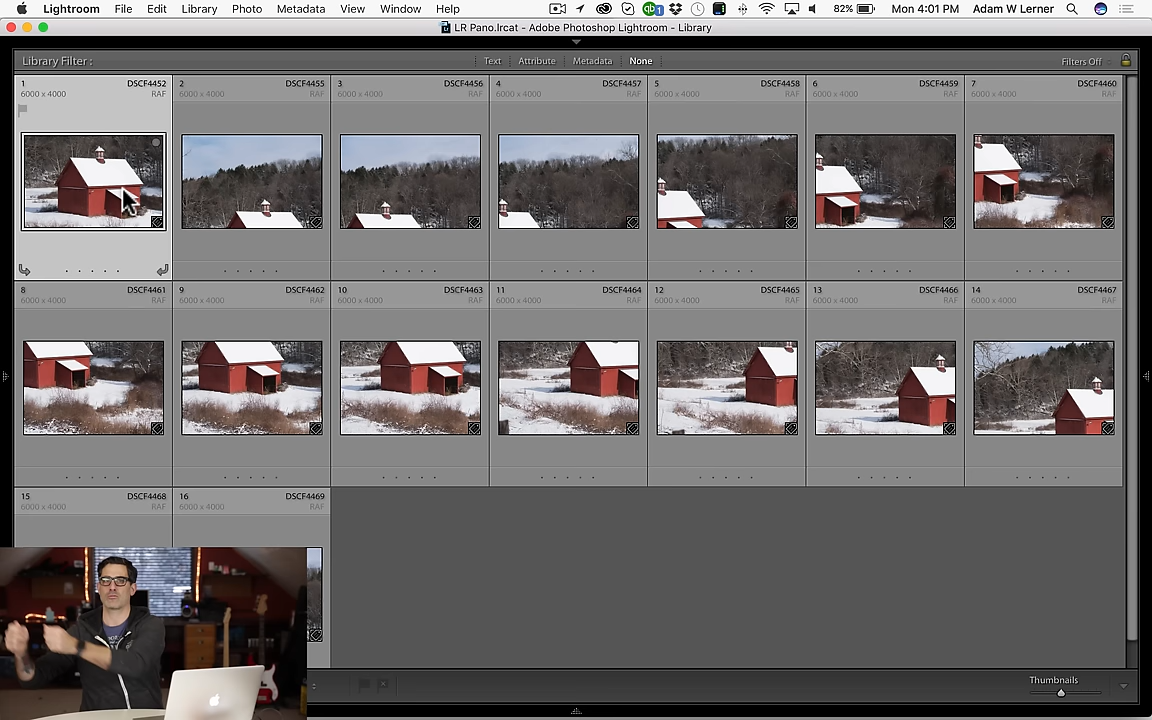 Lightroom File Edit Library Photo Metadata View Window Help 1 82% Mon 4:01 PM Adam W Lerner
LR Pano.lrcat - Adobe Photoshop Lightroom - Library
Library Filter : Text Attribute Metadata None Filters Off
1 DSCF4452 2 DSCF4455 3 DSCF4456 4 DSCF4457 5 DSCF4458 6 DSCF4459 7 DSCF4460
6000 x 4000 RAF 6000 x 4000 RAF 6000 x 4000 RAF 6000 x 4000 RAF 6000 x 4000 RAF 6000 x 4000 RAF 6000 x 4000 RAF
8 DSCF4461 9 DSCF4462 10 DSCF4463 11 DSCF4464 12 DSCF4465 13 DSCF4466 14 DSCF4467
6000 x 4000 RAF 6000 x 4000 RAF 6000 x 4000 RAF 6000 x 4000 RAF 6000 x 4000 RAF 6000 x 4000 RAF 6000 x 4000 RAF
15 DSCF4468 16 DSCF4469
6000 x 4000 RAF 6000 x 4000 RAF
Thumbnails